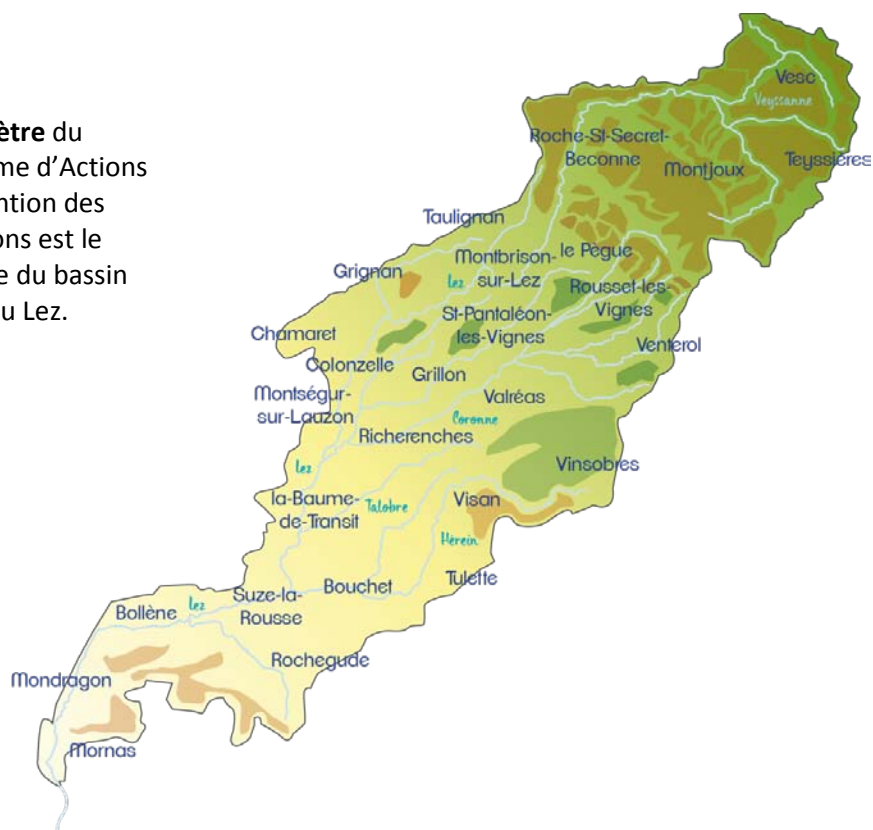 ètre du
me d'Actions
ntion des
ons est le
e du bassin
u Lez.
Vesc
Veyssanne
Roche-St-Secret-
Beconne
Montjoux
Teyssières
Taulignan
Montbrison-
sur-Lez
le Pègue
Grignan
Lez
Rousset-les-
Vignes
St-Pantaléon-
les-Vignes
Chamaret
Venterol
Colonzelle
Grillon
Montségur-
sur-Lauzon
Valréas
Coronne
Richerenches
Lez
Vinsobres
la-Baume-
de-Transit
Talobre
Visan
Hérein
Tulette
Bouchet
Suze-la-
Rousse
Lez
Bollène
Rochegude
Mondragon
Mornas